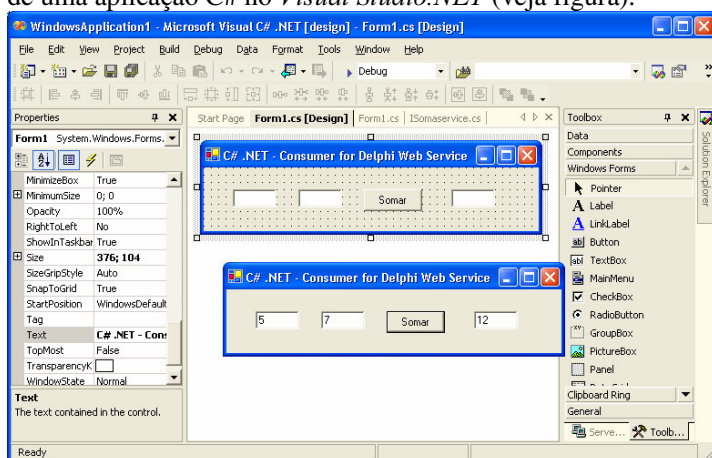 de uma aplicação C# no Visual Studio.NET (veja figura).
WindowsApplication1 - Microsoft Visual C# .NET [design] - Form1.cs [Design]
File Edit View Project Build Debug Data Format Tools Window Help
Debug
Properties
Start Page Form1.cs [Design] Form1.cs ISomaservice.cs
Toolbox
Form1 System.Windows.Forms.
MinimizeBox True
MinimumSize 0; 0
Opacity 100%
RightToLeft No
ShowInTaskbar True
Size 376; 104
SizeGripStyle Auto
SnapToGrid True
StartPosition WindowsDefault
Tag
Text C# .NET - Cons
TopMost False
TransparencyK
WindowState Normal
Text
The text contained in the control.
C# .NET - Consumer for Delphi Web Service
Somar
C# .NET - Consumer for Delphi Web Service
5 7 Somar 12
Data
Components
Windows Forms
Pointer
Label
LinkLabel
Button
TextBox
MainMenu
CheckBox
RadioButton
GroupBox
PictureBox
Panel
Clipboard Ring
General
Serve... Toolb...
Solution Explorer
Ready